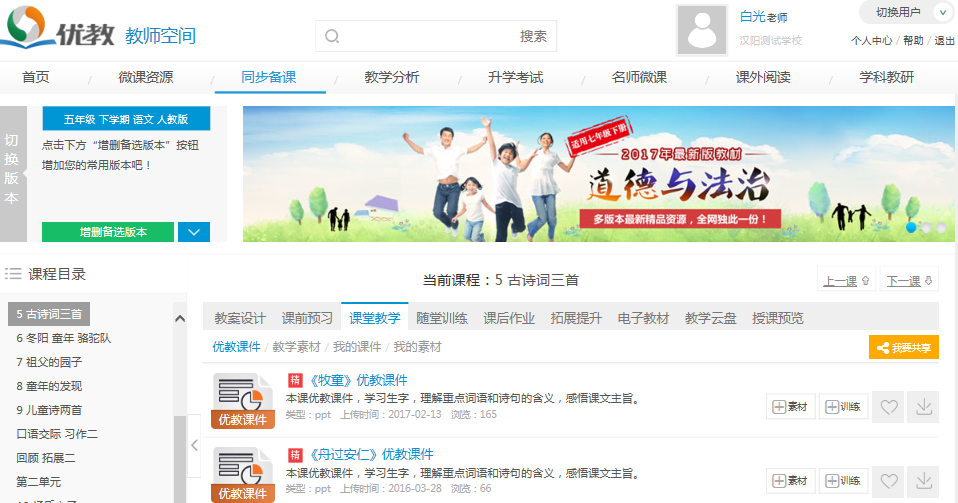 优教 教师空间
搜索
白光老师
汉阳测试学校
切换用户
个人中心 / 帮助 / 退出
首页 / 微课资源 / 同步备课 / 教学分析 / 升学考试 / 名师微课 / 课外阅读 / 学科教研
切换版本
五年级 下学期 语文 人教版
点击下方“增删备选版本”按钮
增加您的常用版本吧！
增删备选版本
适用七年级下册
2017年最新版教材
道德与法治
多版本最新精品资源，全网独此一份！
课程目录
5 古诗词三首
6 冬阳 童年 骆驼队
7 祖父的园子
8 童年的发现
9 儿童诗两首
口语交际 习作二
回顾 拓展二
第二单元
当前课程：5 古诗词三首
上一课 下一课
教案设计 课前预习 课堂教学 随堂训练 课后作业 拓展提升 电子教材 教学云盘 授课预览
优教课件 / 教学素材 / 我的课件 / 我的素材
我要共享
优教课件
精 《牧童》优教课件
本课优教课件，学习生字，理解重点词语和诗句的含义，感悟课文主旨。
类型：ppt 上传时间：2017-02-13 浏览：165
素材 训练
优教课件
精 《舟过安仁》优教课件
本课优教课件，学习生字，理解重点词语和诗句的含义，感悟课文主旨。
类型：ppt 上传时间：2016-03-28 浏览：66
素材 训练